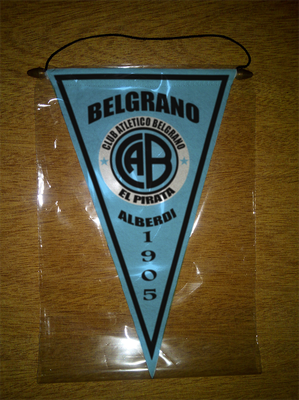 BELGRANO
CLUB ATLETICO BELGRANO
CAB
EL PIRATA
ALBERDI
1905